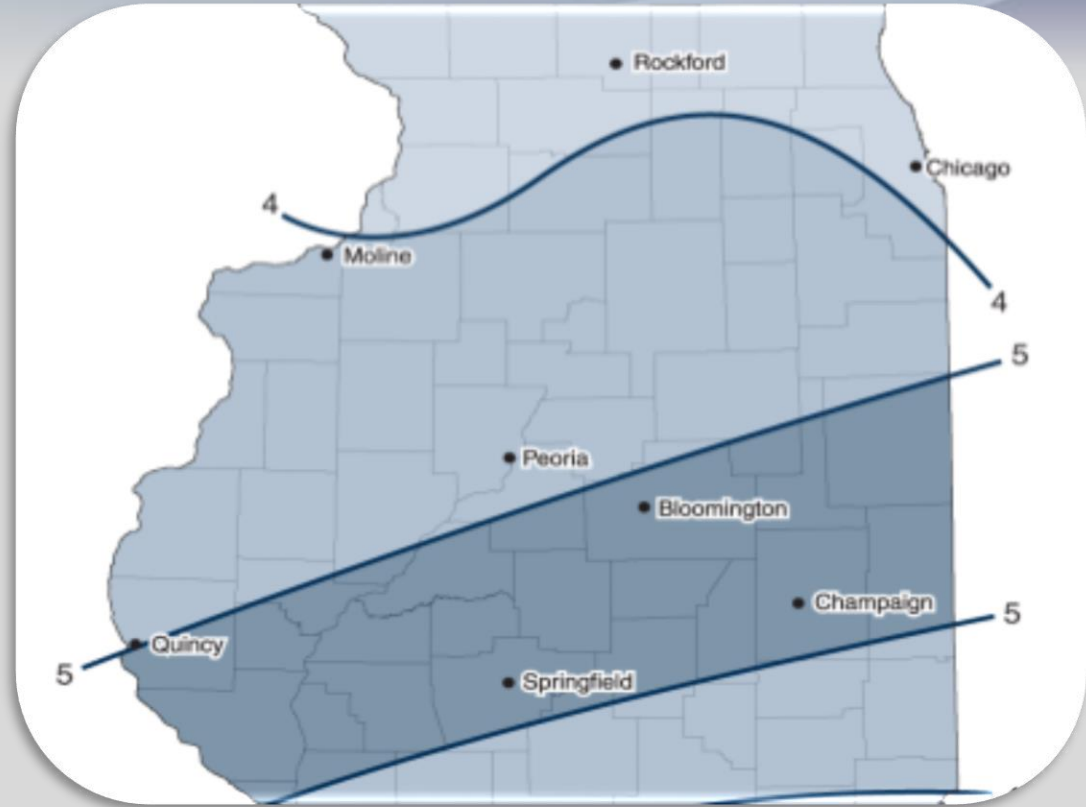 Rockford
Chicago
4
Moline
4
5
Peoria
Bloomington
Champaign
5
Quincy
5
Springfield